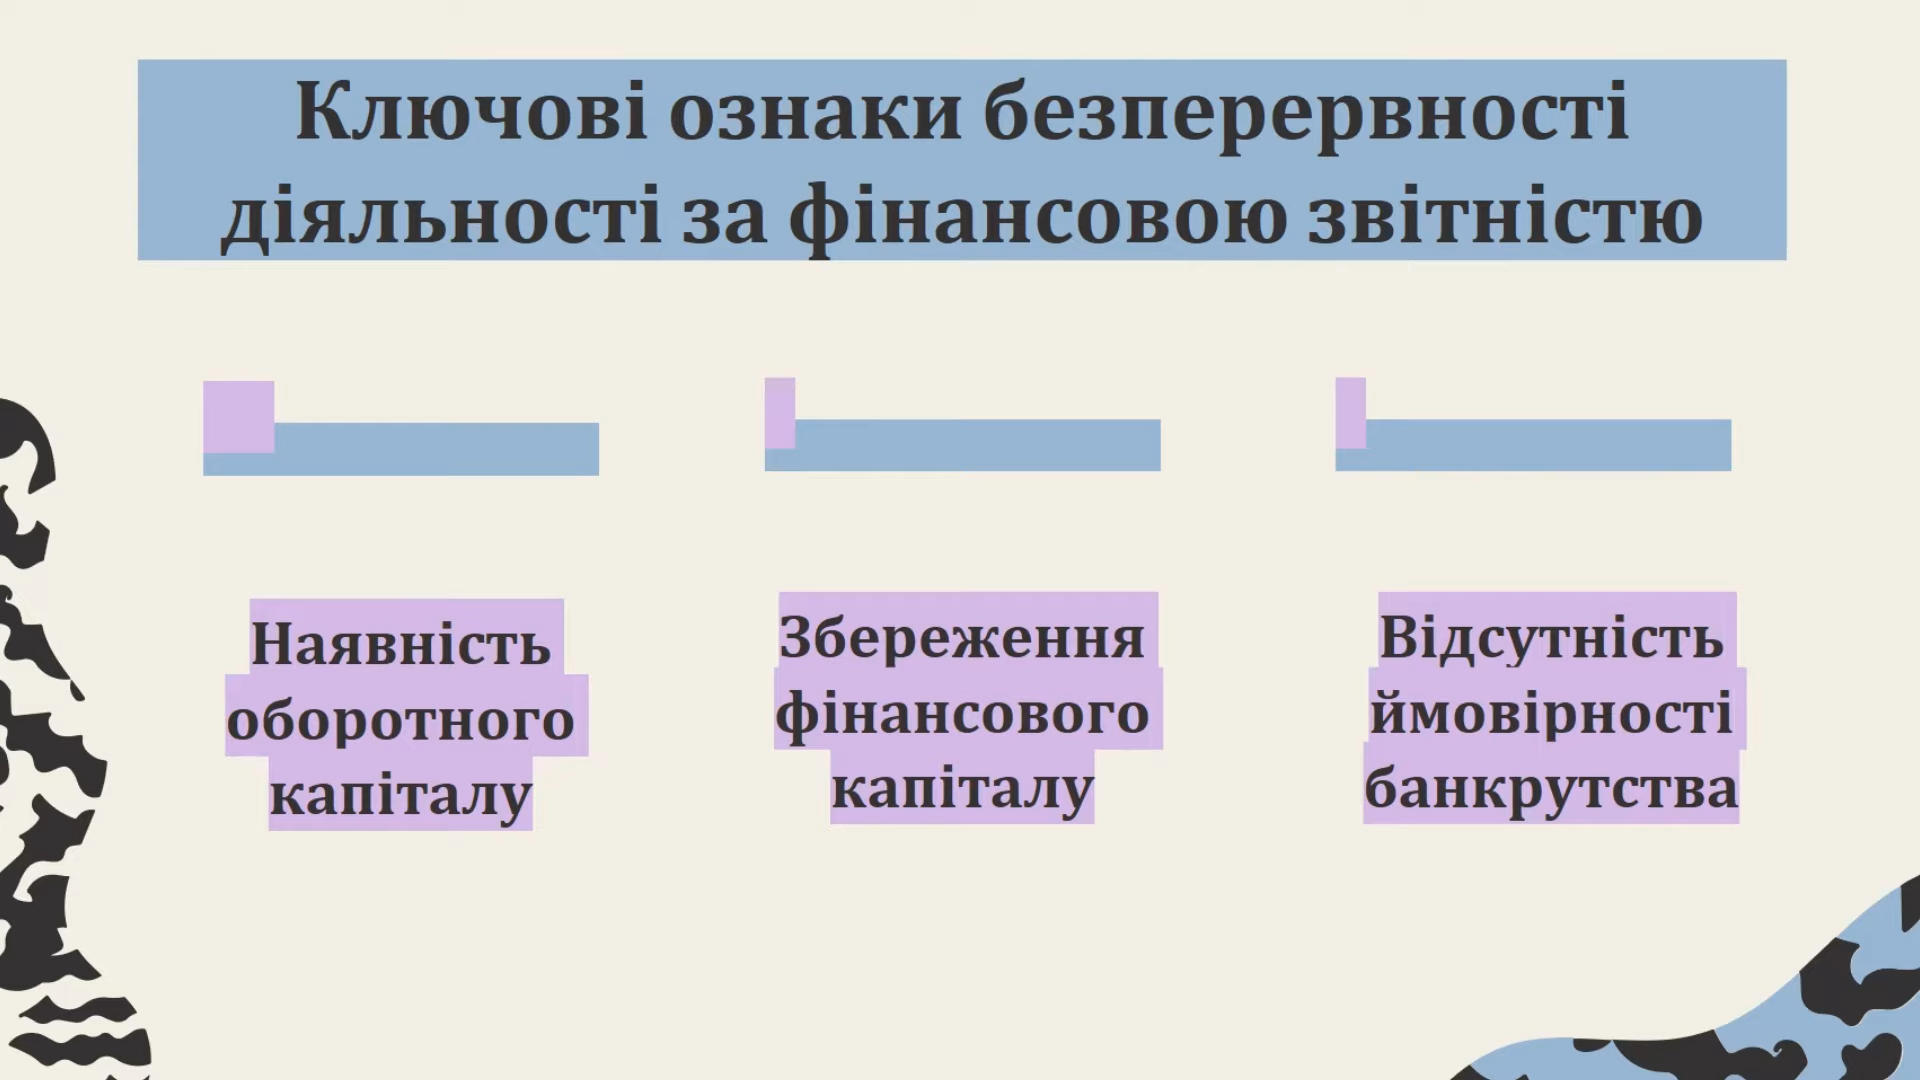 Ключові ознаки безперервності
діяльності за фінансовою звітністю
Наявність
оборотного
капіталу
Збереження
фінансового
капіталу
Відсутність
ймовірності
банкрутства